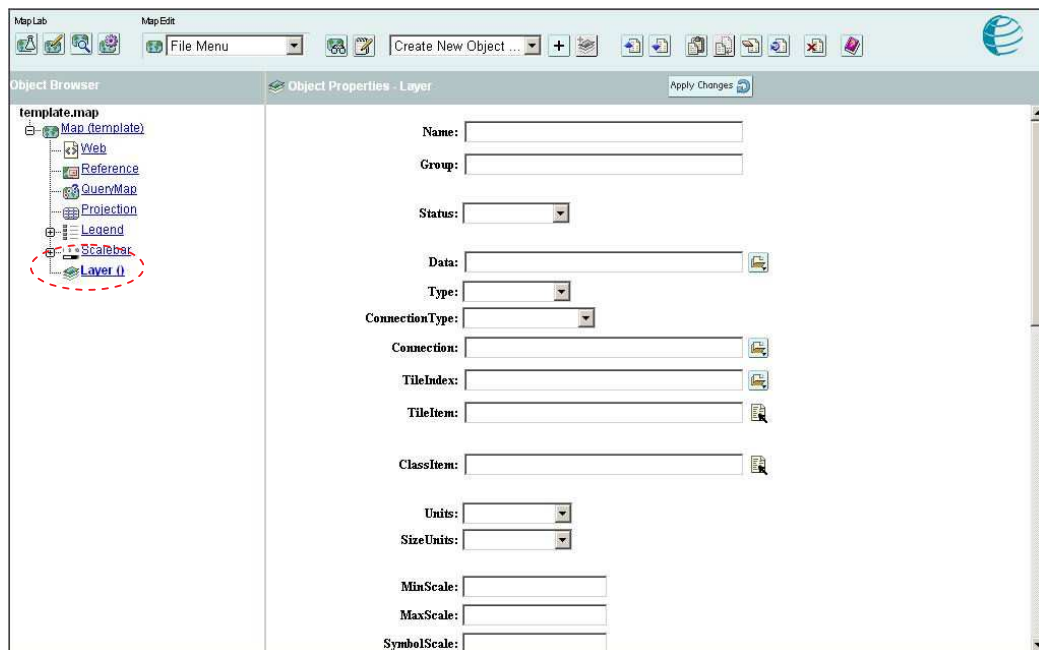 MapLab
MapEdit
File Menu
Create New Object ...
Object Browser
Object Properties - Layer
Apply Changes
template.map
Map (template)
Web
Reference
QueryMap
Projection
Legend
Scalebar
Layer ()
Name:
Group:
Status:
Data:
Type:
ConnectionType:
Connection:
TileIndex:
TileItem:
ClassItem:
Units:
SizeUnits:
MinScale:
MaxScale:
SymbolScale: